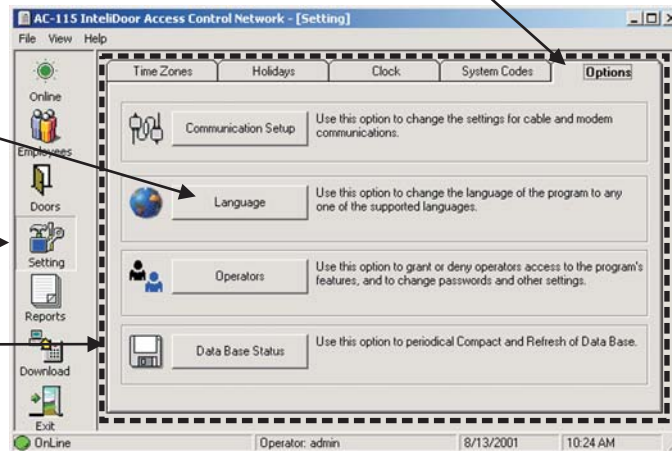 AC-115 InteliDoor Access Control Network - [Setting]
File View Help
Online
Employees
Doors
Setting
Reports
Download
Exit
Time Zones Holidays Clock System Codes Options
Communication Setup
Use this option to change the settings for cable and modem
communications.
Language
Use this option to change the language of the program to any
one of the supported languages.
Operators
Use this option to grant or deny operators access to the program's
features, and to change passwords and other settings.
Data Base Status
Use this option to periodical Compact and Refresh of Data Base.
OnLine Operator: admin 8/13/2001 10:24 AM